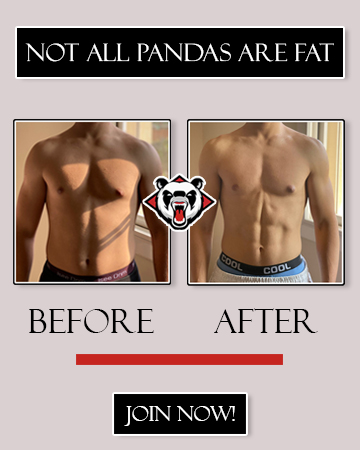 NOT ALL PANDAS ARE FAT
COOL
COOL
BEFORE
AFTER
JOIN NOW!